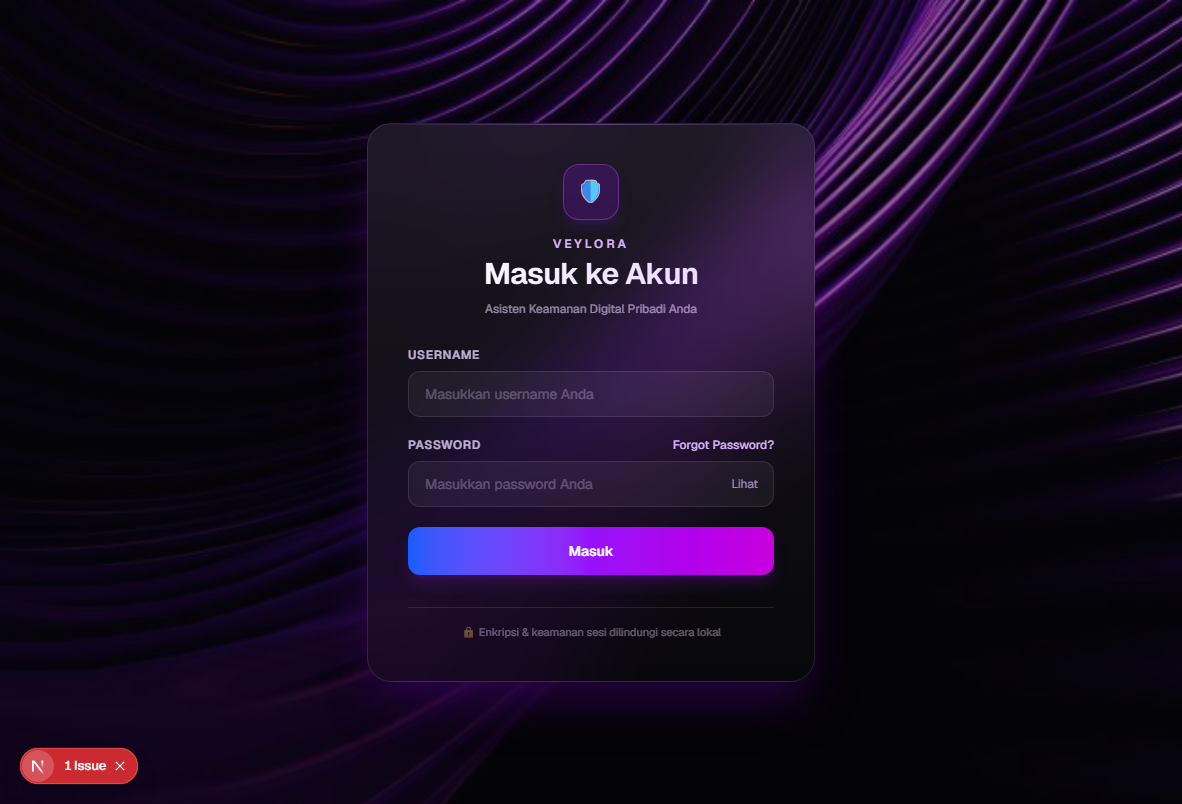 VEYLORA
Masuk ke Akun
Asisten Keamanan Digital Pribadi Anda
USERNAME
Masukkan username Anda
PASSWORD Forgot Password?
Masukkan password Anda Lihat
Masuk
Enkripsi & keamanan sesi dilindungi secara lokal
N 1 Issue